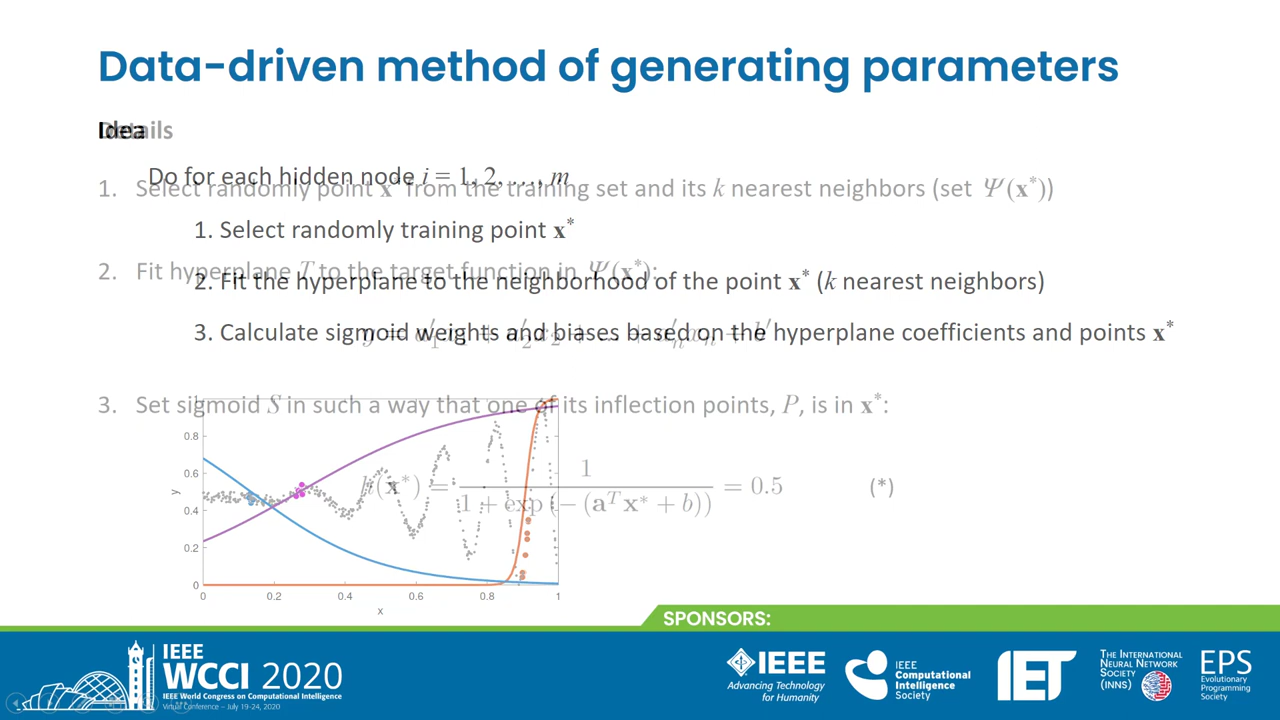 Data-driven method of generating parameters
Idea
Details
Do for each hidden node i = 1, 2, …, m
1. Select randomly point x* from the training set and its k nearest neighbors (set Ψ(x*))
1. Select randomly training point x*
2. Fit hyperplane T to the target function in Ψ(x*):
2. Fit the hyperplane to the neighborhood of the point x* (k nearest neighbors)
3. Calculate sigmoid weights and biases based on the hyperplane coefficients and points x*
y = a′₁x₁ + a′₂x₂ + … + a′ₙxₙ + b′
3. Set sigmoid S in such a way that one of its inflection points, P, is in x*:
h(x*) = 1 / (1 + exp (− (aᵀx* + b))) = 0.5 (*)
0.8
0.6
0.4
0.2
0
y
0 0.2 0.4 0.6 0.8 1
x
SPONSORS:
IEEE
WCCI 2020
IEEE World Congress on Computational Intelligence
Virtual Conference – July 19-24, 2020
IEEE
Advancing Technology
for Humanity
IEEE
Computational
Intelligence
Society
IET
THE INTERNATIONAL
NEURAL NETWORK
SOCIETY
(INNS)
EPS
Evolutionary
Programming
Society